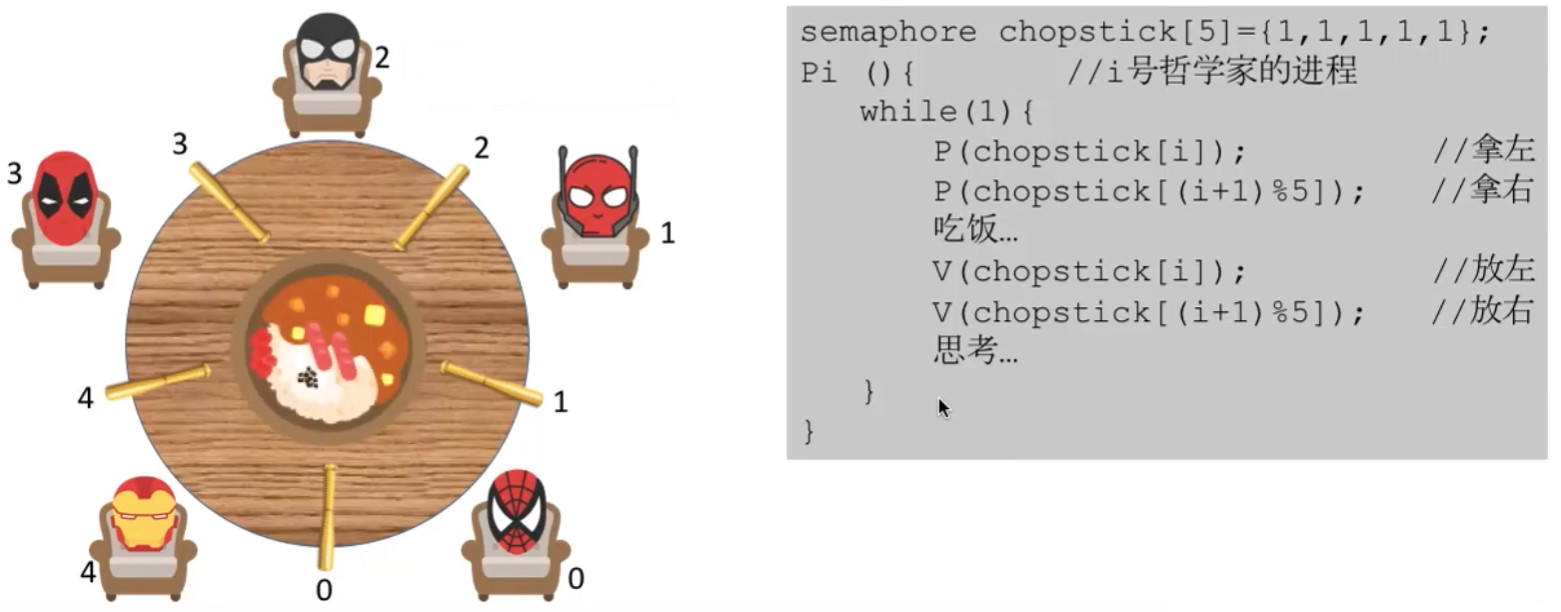 2
3
2
3
1
4
1
4
0
0
semaphore chopstick[5]={1,1,1,1,1};
Pi (){ //i号哲学家的进程
while(1){
P(chopstick[i]); //拿左
P(chopstick[(i+1)%5]); //拿右
吃饭…
V(chopstick[i]); //放左
V(chopstick[(i+1)%5]); //放右
思考…
}
}